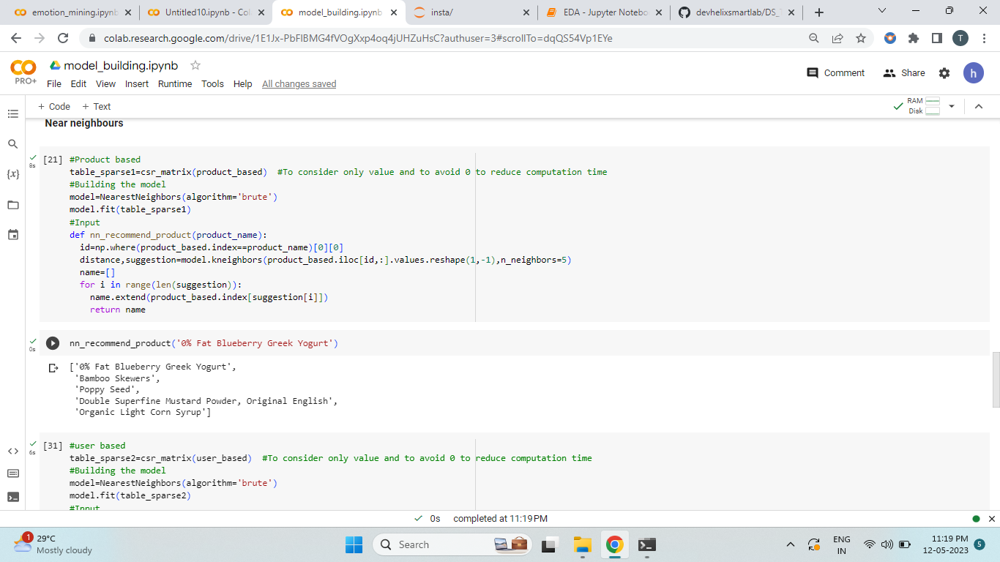 emotion_mining.ipynb
Untitled10.ipynb - Col
model_building.ipynb
insta/
EDA - Jupyter Notebo
devhelixsmartlab/DS_T
colab.research.google.com/drive/1E1Jx-PbFIBMG4fVOgXxp4oq4jUHZuHsC?authuser=3#scrollTo=dqQS54Vp1EYe
T
PRO+
model_building.ipynb
File Edit View Insert Runtime Tools Help All changes saved
Comment Share h
+ Code + Text
RAM
Disk
Near neighbours
8s
[21] #Product based
table_sparse1=csr_matrix(product_based)  #To consider only value and to avoid 0 to reduce computation time
#Building the model
model=NearestNeighbors(algorithm='brute')
model.fit(table_sparse1)
#Input
def nn_recommend_product(product_name):
  id=np.where(product_based.index==product_name)[0][0]
  distance,suggestion=model.kneighbors(product_based.iloc[id,:].values.reshape(1,-1),n_neighbors=5)
  name=[]
  for i in range(len(suggestion)):
    name.extend(product_based.index[suggestion[i]])
    return name
0s
nn_recommend_product('0% Fat Blueberry Greek Yogurt')
['0% Fat Blueberry Greek Yogurt',
 'Bamboo Skewers',
 'Poppy Seed',
 'Double Superfine Mustard Powder, Original English',
 'Organic Light Corn Syrup']
6s
[31] #user based
table_sparse2=csr_matrix(user_based)  #To consider only value and to avoid 0 to reduce computation time
#Building the model
model=NearestNeighbors(algorithm='brute')
model.fit(table_sparse2)
#Input
{x}
0s completed at 11:19 PM
1
29°C
Mostly cloudy
Search
ENG
IN
11:19 PM
12-05-2023
5